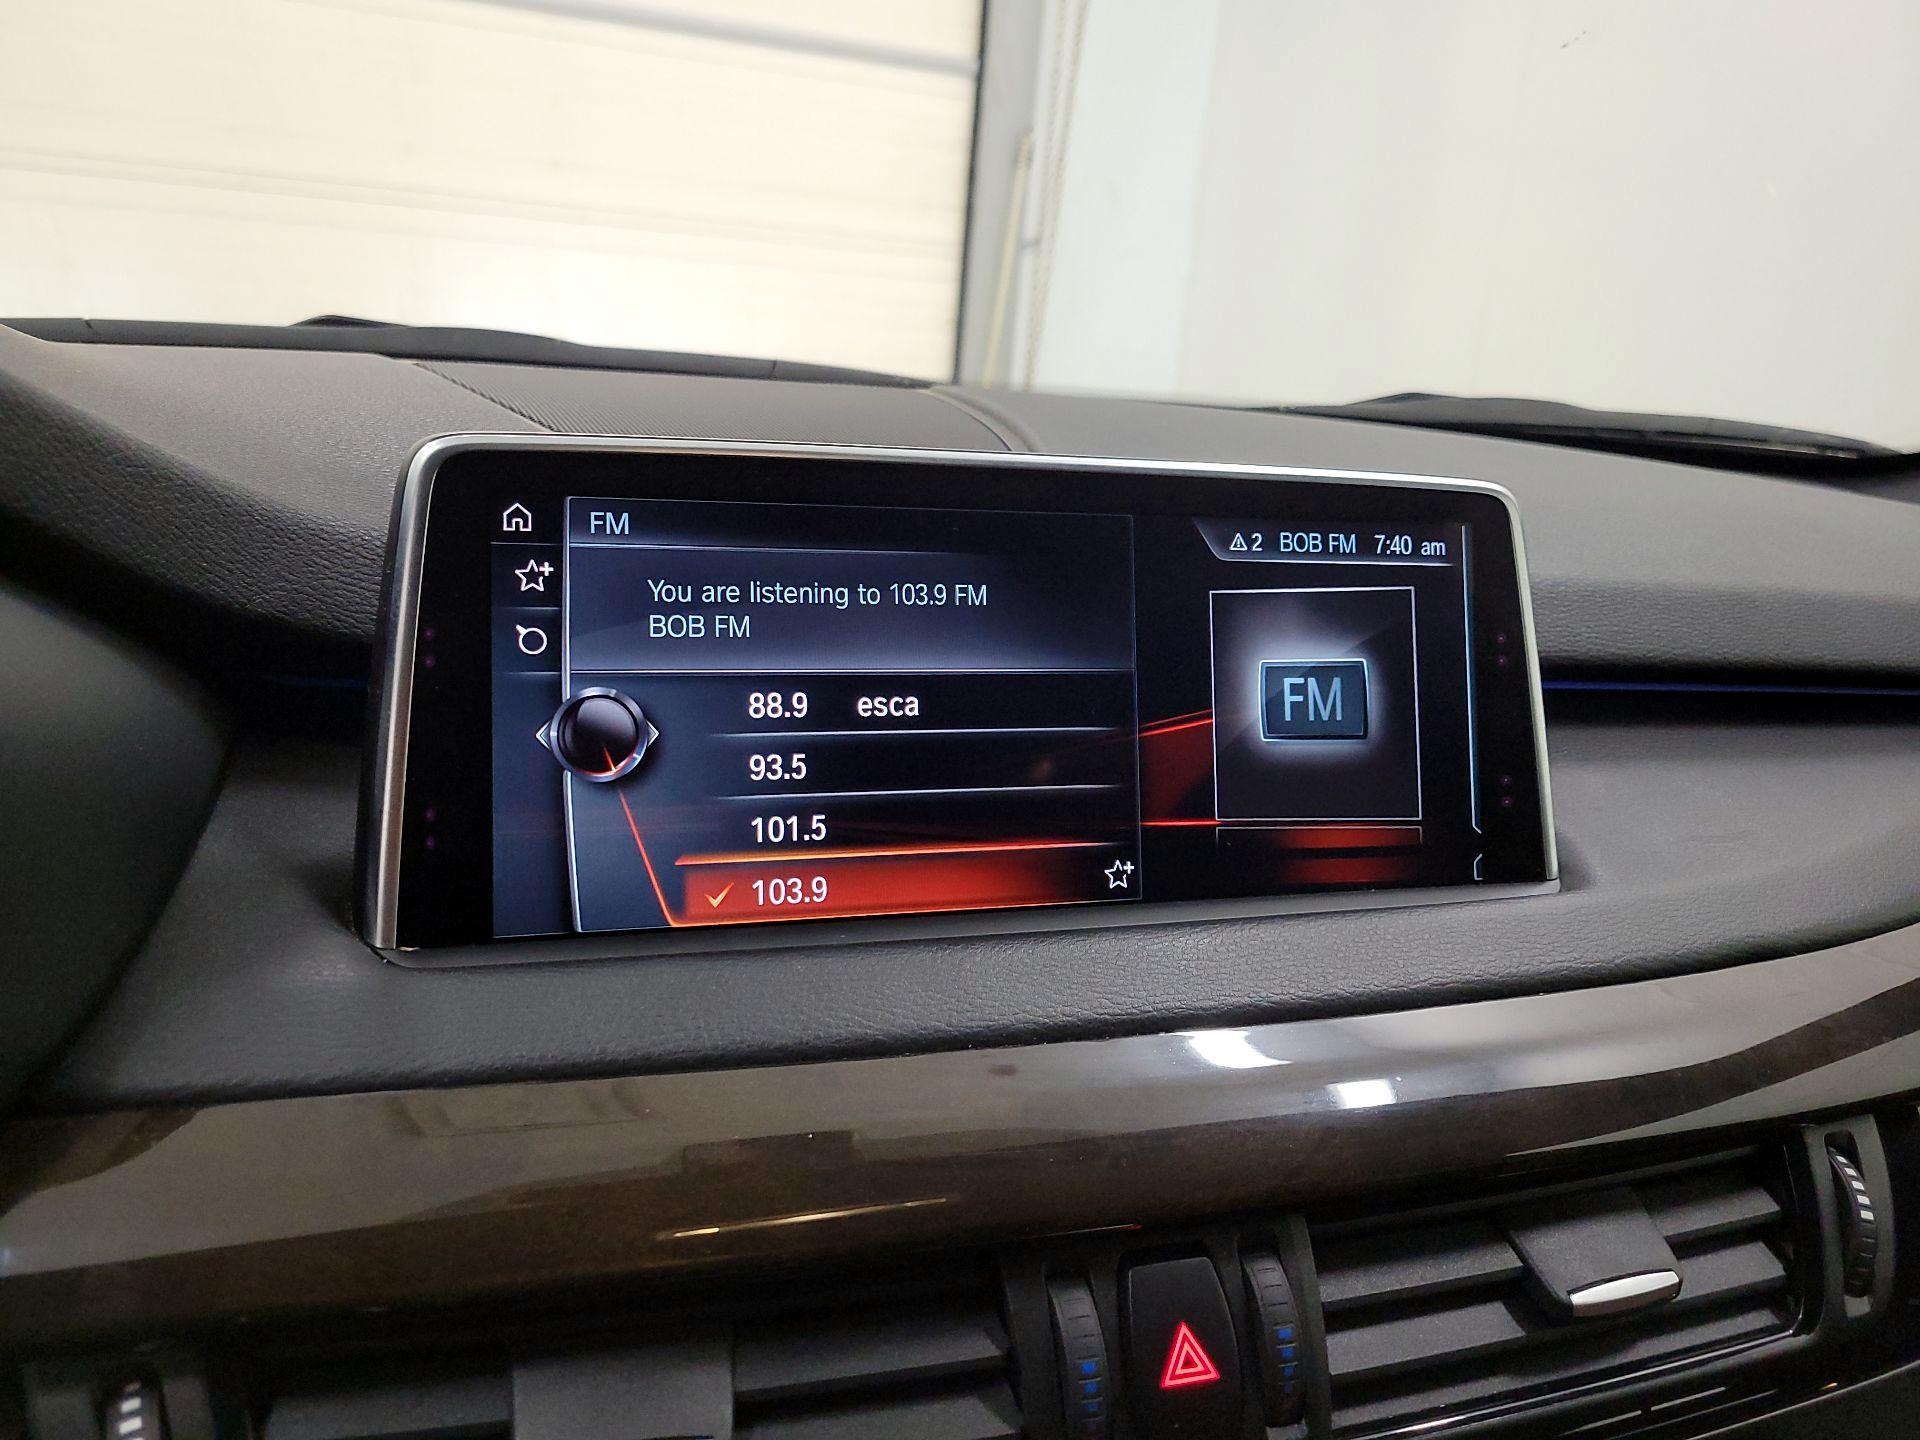 FM
2 BOB FM 7:40 am
You are listening to 103.9 FM
BOB FM
88.9 esca
93.5
101.5
103.9
FM